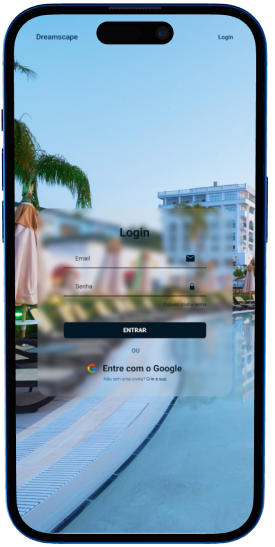 Dreamscape Login
Login
Email
Senha
ENTRAR
OU
Entre com o Google
Não tem uma conta? Crie a sua.